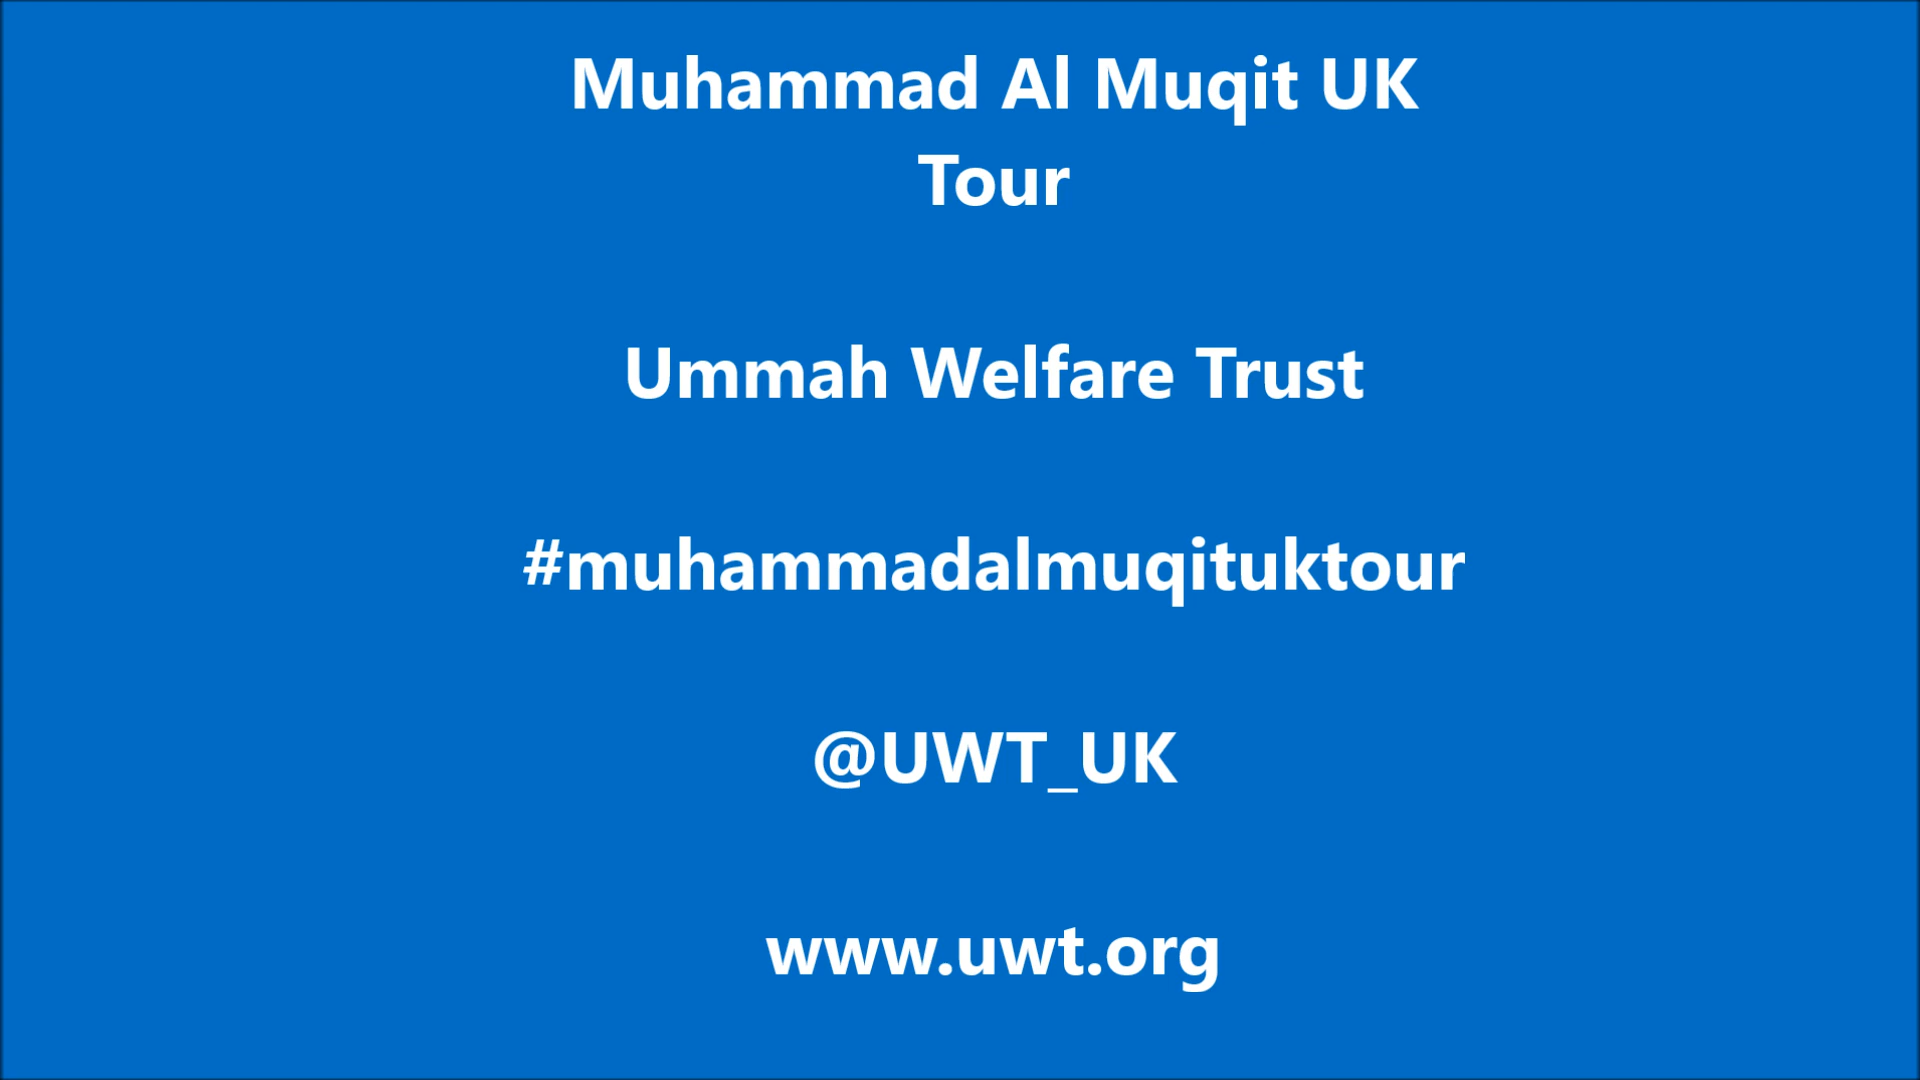 Muhammad Al Muqit UK
Tour
Ummah Welfare Trust
#muhammadalmuqituktour
@UWT_UK
www.uwt.org